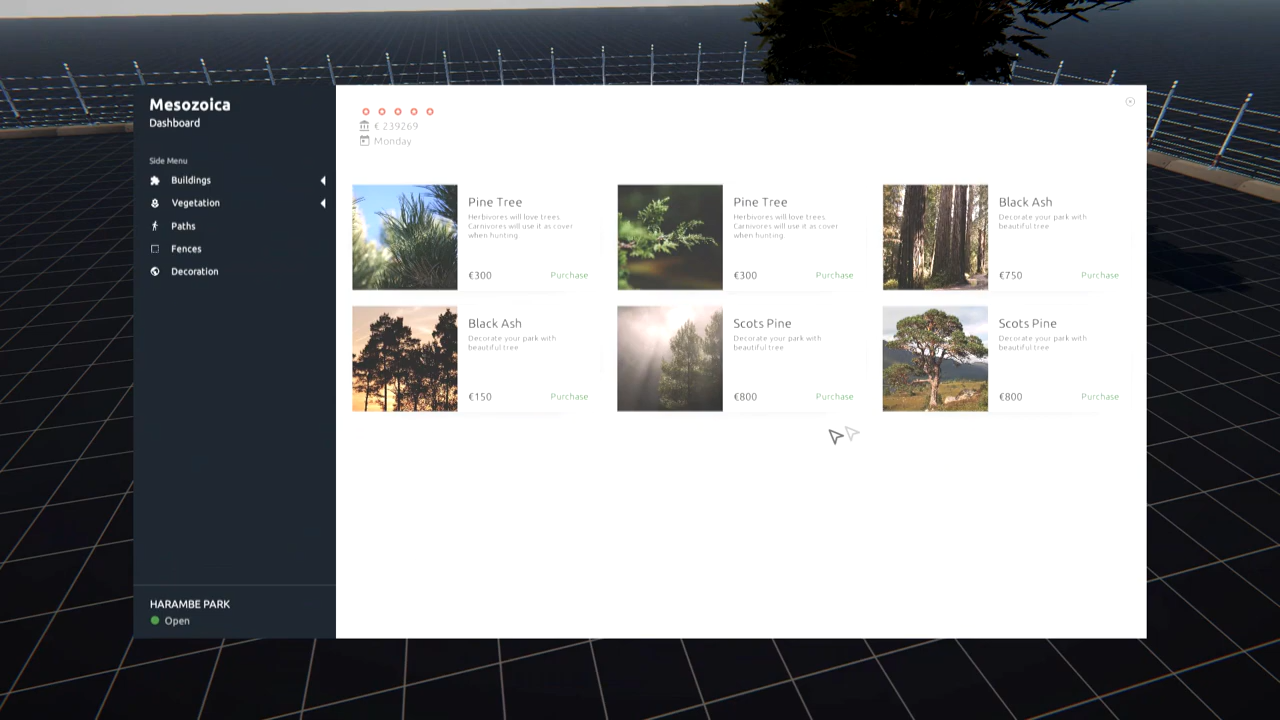 Mesozoica
Dashboard
Side Menu
Buildings
Vegetation
Paths
Fences
Decoration
HARAMBE PARK
Open
€ 239269
Monday
Pine Tree
Herbivores will love trees
Carnivores will use it as cover
when hunting
€300 Purchase
Pine Tree
Herbivores will love trees
Carnivores will use it as cover
when hunting
€300 Purchase
Black Ash
Decorate your park with
beautiful tree
€750 Purchase
Black Ash
Decorate your park with
beautiful tree
€150 Purchase
Scots Pine
Decorate your park with
beautiful tree
€800 Purchase
Scots Pine
Decorate your park with
beautiful tree
€800 Purchase